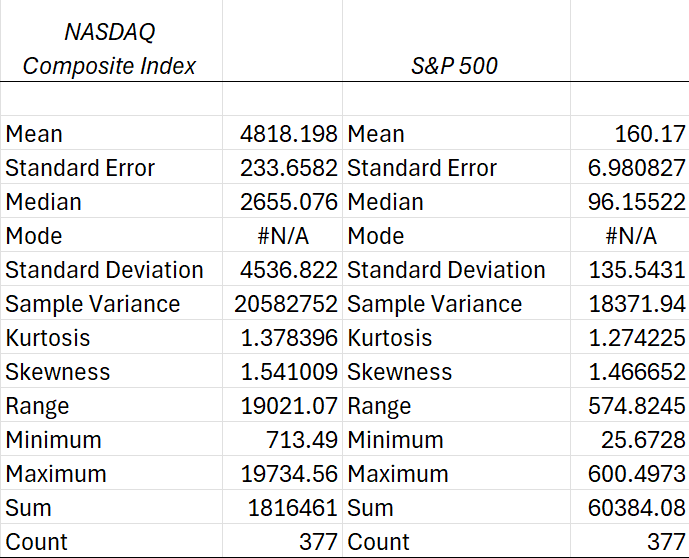 NASDAQ
Composite Index S&P 500
Mean 4818.198 Mean 160.17
Standard Error 233.6582 Standard Error 6.980827
Median 2655.076 Median 96.15522
Mode #N/A Mode #N/A
Standard Deviation 4536.822 Standard Deviation 135.5431
Sample Variance 20582752 Sample Variance 18371.94
Kurtosis 1.378396 Kurtosis 1.274225
Skewness 1.541009 Skewness 1.466652
Range 19021.07 Range 574.8245
Minimum 713.49 Minimum 25.6728
Maximum 19734.56 Maximum 600.4973
Sum 1816461 Sum 60384.08
Count 377 Count 377